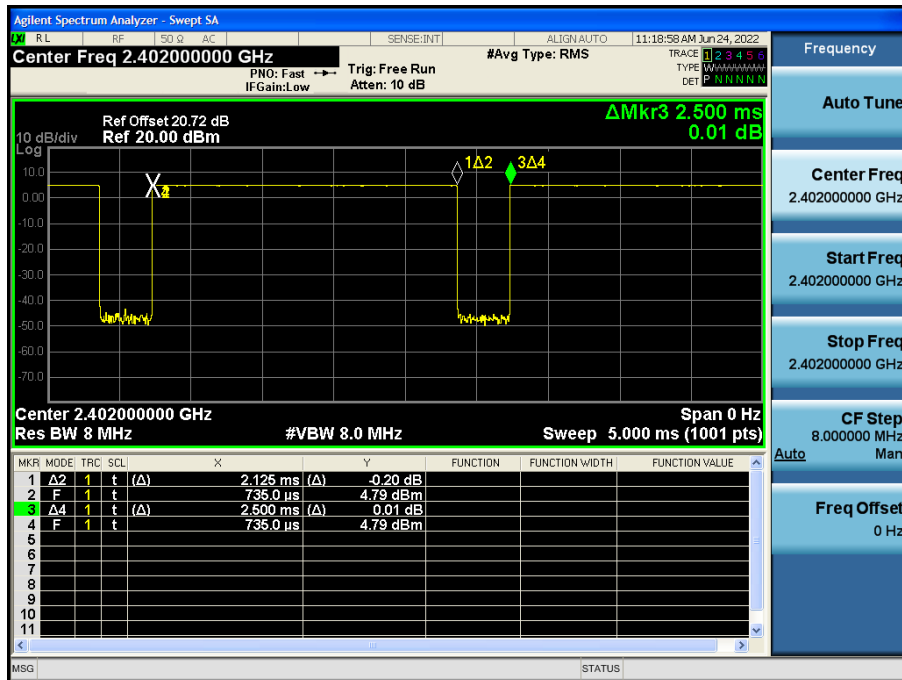 Agilent Spectrum Analyzer - Swept SA
LXI RL RF 50 Ω AC SENSE:INT ALIGN AUTO 11:18:58 AM Jun 24, 2022
Center Freq 2.402000000 GHz #Avg Type: RMS TRACE 1 2 3 4 5 6
PNO: Fast Trig: Free Run TYPE WWWWWW
IFGain:Low Atten: 10 dB DET P N N N N N
Frequency
Auto Tune
ΔMkr3 2.500 ms
0.01 dB
Ref Offset 20.72 dB
10 dB/div Ref 20.00 dBm
Log
10.0
0.00
-10.0
-20.0
-30.0
-40.0
-50.0
-60.0
-70.0
X
1Δ2
3Δ4
Center 2.402000000 GHz Span 0 Hz
Res BW 8 MHz #VBW 8.0 MHz Sweep 5.000 ms (1001 pts)
Center Freq
2.402000000 GHz
Start Freq
2.402000000 GHz
Stop Freq
2.402000000 GHz
CF Step
8.000000 MHz
Auto Man
Freq Offset
0 Hz
MKR MODE TRC SCL X Y FUNCTION FUNCTION WIDTH FUNCTION VALUE
1 Δ2 1 t (Δ) 2.125 ms (Δ) -0.20 dB
2 F 1 t 735.0 µs 4.79 dBm
3 Δ4 1 t (Δ) 2.500 ms (Δ) 0.01 dB
4 F 1 t 735.0 µs 4.79 dBm
5
6
7
8
9
10
11
MSG STATUS